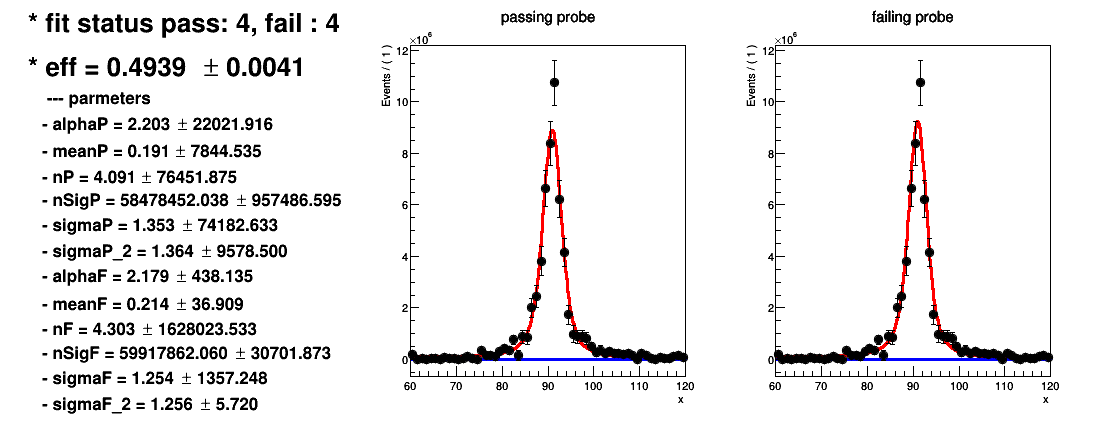 * fit status pass: 4, fail : 4
* eff = 0.4939 ± 0.0041
--- parmeters
- alphaP = 2.203 ± 22021.916
- meanP = 0.191 ± 7844.535
- nP = 4.091 ± 76451.875
- nSigP = 58478452.038 ± 957486.595
- sigmaP = 1.353 ± 74182.633
- sigmaP_2 = 1.364 ± 9578.500
- alphaF = 2.179 ± 438.135
- meanF = 0.214 ± 36.909
- nF = 4.303 ± 1628023.533
- nSigF = 59917862.060 ± 30701.873
- sigmaF = 1.254 ± 1357.248
- sigmaF_2 = 1.256 ± 5.720
passing probe
×10⁶
Events / ( 1 )
12
10
8
6
4
2
0
60 70 80 90 100 110 120
x
failing probe
×10⁶
Events / ( 1 )
12
10
8
6
4
2
0
60 70 80 90 100 110 120
x